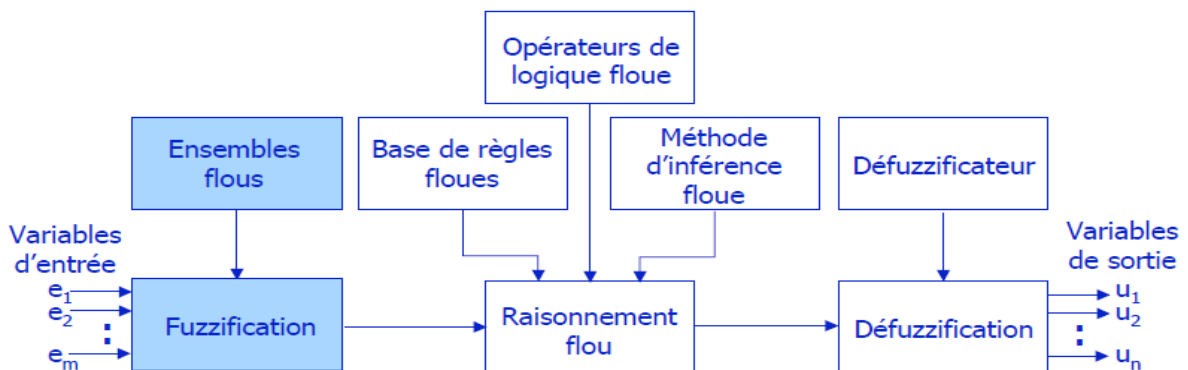 Opérateurs de
logique floue
Ensembles
flous
Base de règles
floues
Méthode
d'inférence
floue
Défuzzificateur
Variables
d'entrée
e1
e2
:
em
Fuzzification
Raisonnement
flou
Défuzzification
Variables
de sortie
u1
u2
:
un